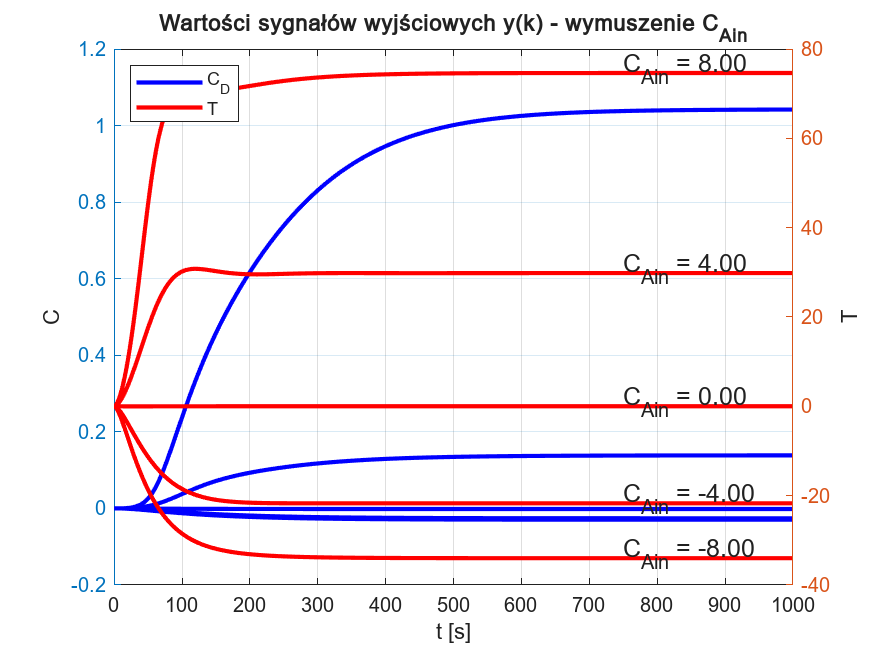 Wartości sygnałów wyjściowych y(k) - wymuszenie C_Ain
1.2
1
0.8
0.6
0.4
0.2
0
-0.2
C
C_D
T
C_Ain = 8.00
C_Ain = 4.00
C_Ain = 0.00
C_Ain = -4.00
C_Ain = -8.00
80
60
40
20
0
-20
-40
T
0 100 200 300 400 500 600 700 800 900 1000
t [s]